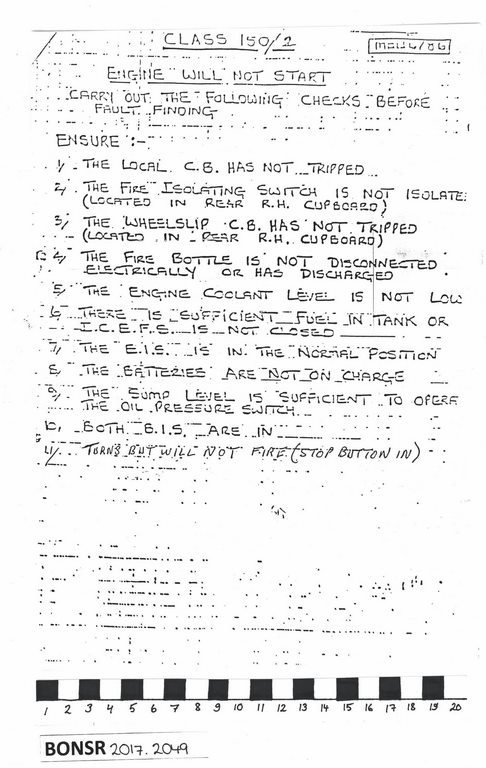 CLASS 150/2
ENGINE WILL NOT START
CARRY OUT THE FOLLOWING CHECKS BEFORE
FAULT FINDING
ENSURE :-
1/ THE LOCAL C.B. HAS NOT TRIPPED
2/ THE FIRE ISOLATING SWITCH IS NOT ISOLATE
(LOCATED IN REAR R.H. CUPBOARD)
3/ THE WHEELSLIP C.B. HAS NOT TRIPPED
(LOCATED IN REAR R.H. CUPBOARD)
4/ THE FIRE BOTTLE IS NOT DISCONNECTED
ELECTRICALLY OR HAS DISCHARGED
5/ THE ENGINE COOLANT LEVEL IS NOT LOW
6/ THERE IS SUFFICIENT FUEL IN TANK OR
I.C.E.F.S. IS NOT CLOSED
7/ THE E.I.S. IS IN THE NORMAL POSITION
8/ THE BATTERIES ARE NOT ON CHARGE
9/ THE SUMP LEVEL IS SUFFICIENT TO OPERA
THE OIL PRESSURE SWITCH
10, BOTH B.I.S. ARE IN
11/ TURNS BUT WILL NOT FIRE (STOP BUTTON IN)
1 2 3 4 5 6 7 8 9 10 11 12 13 14 15 16 17 18 19 20
BONSR 2017.2049